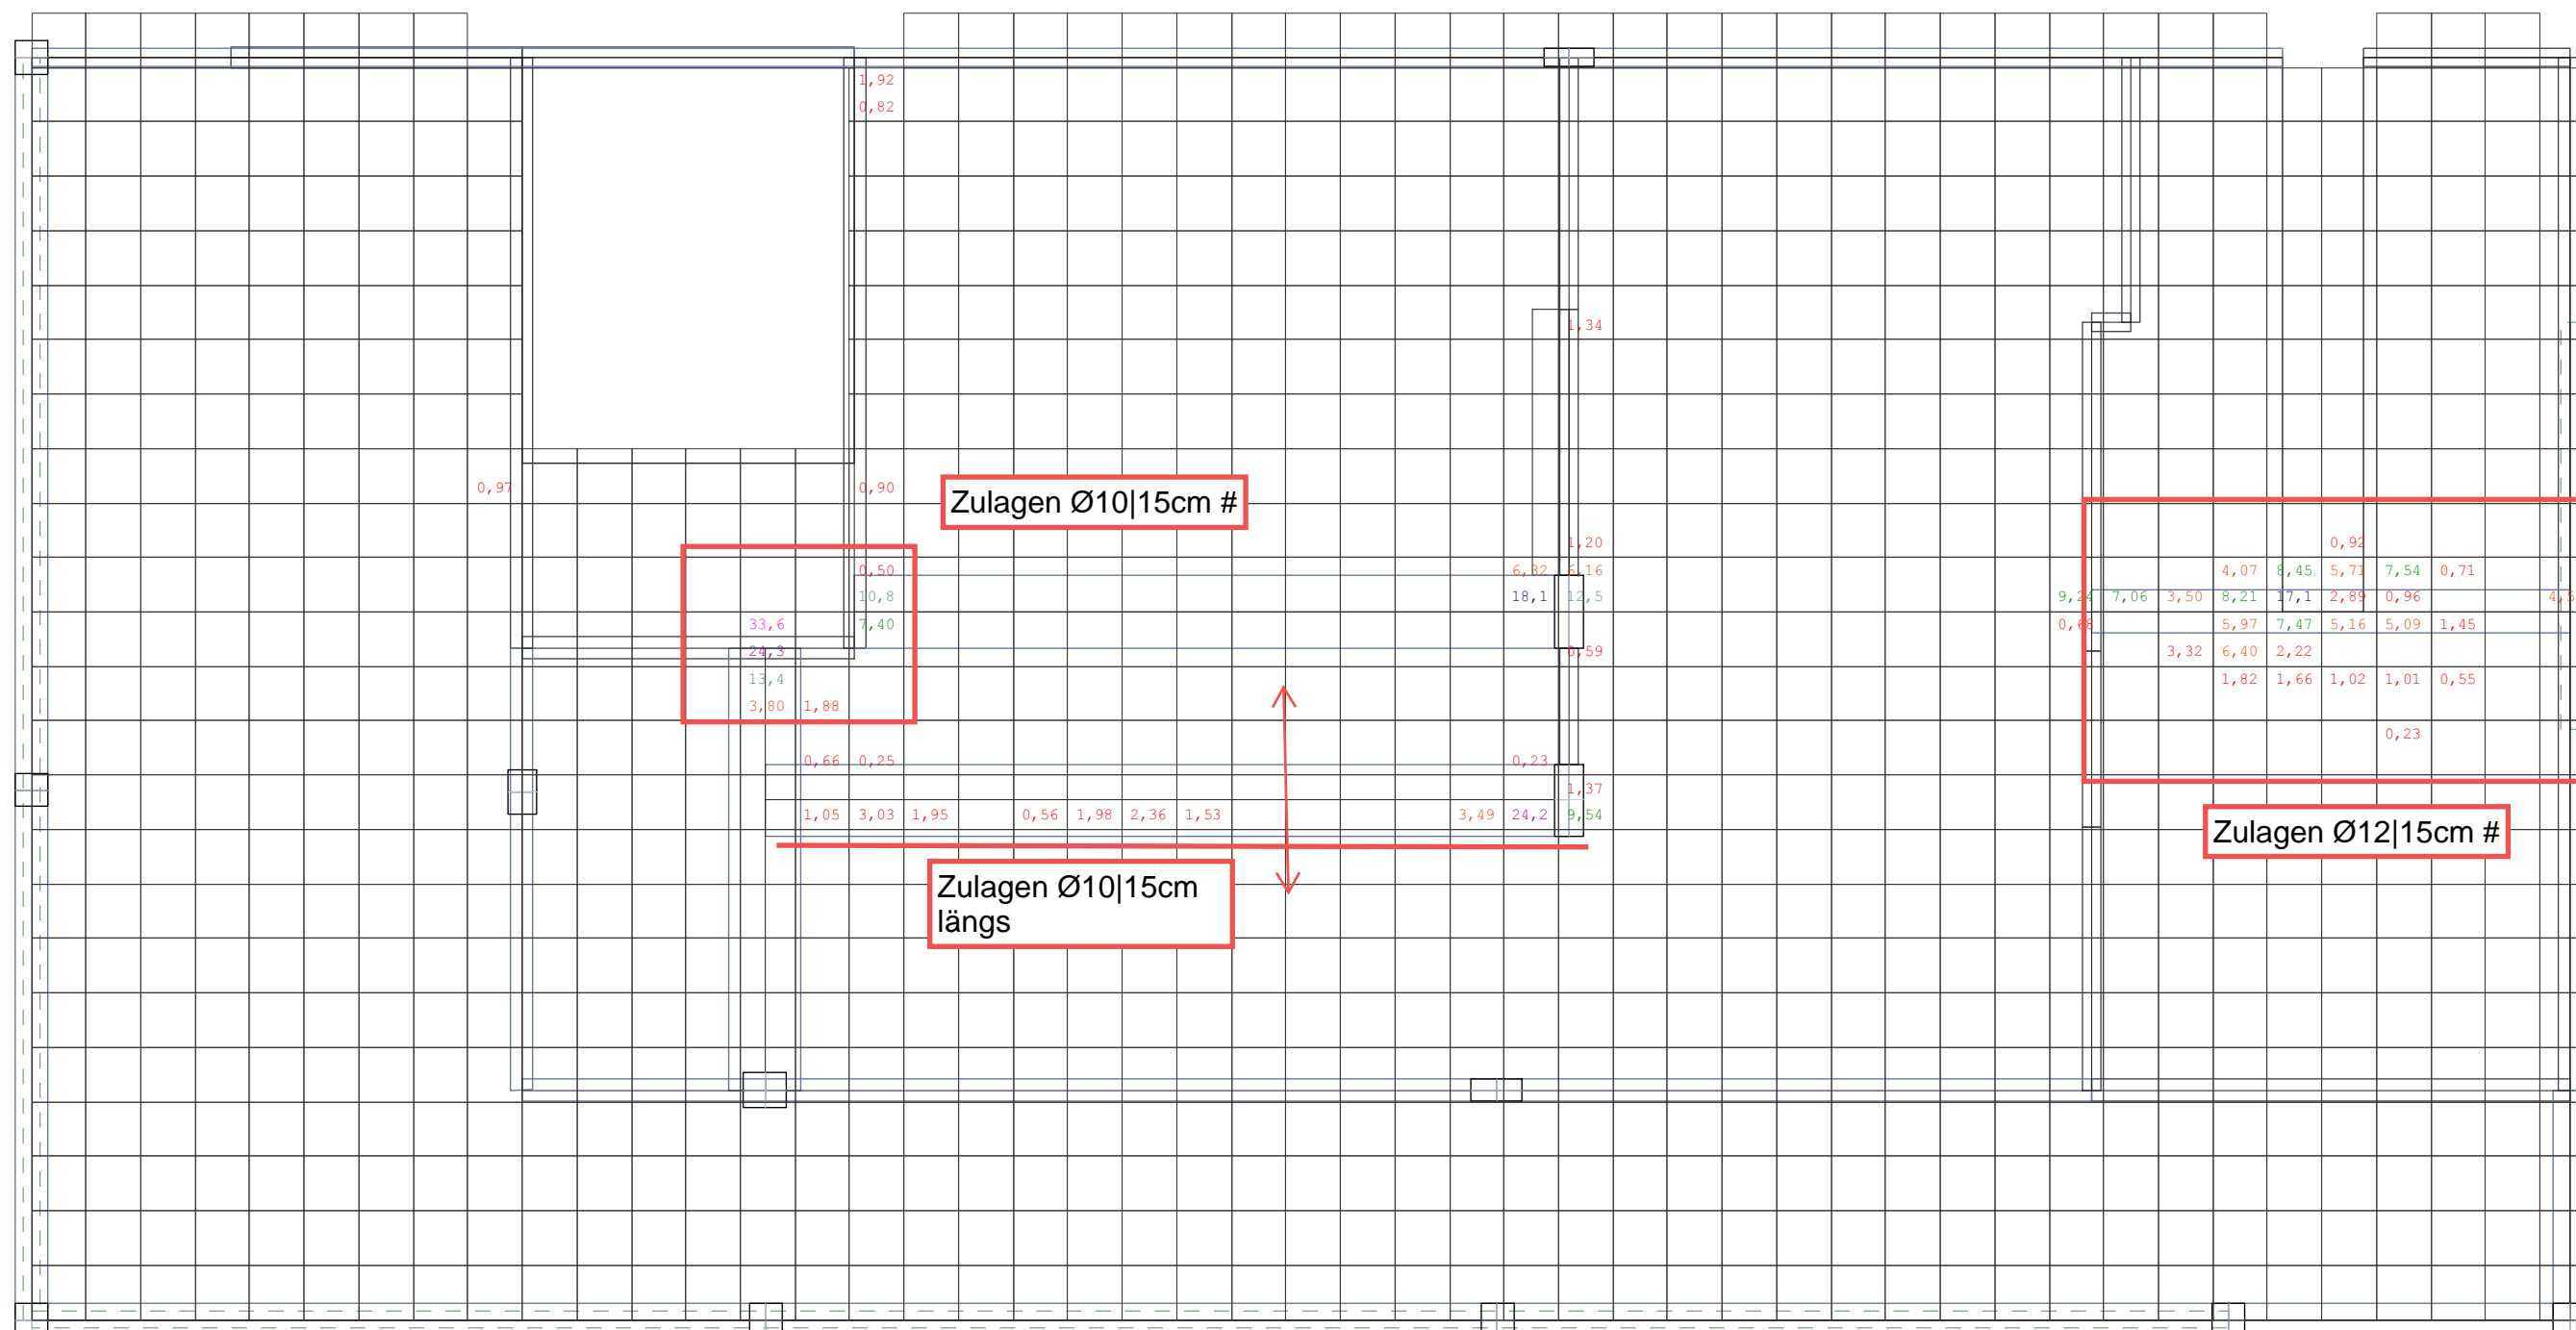 1,92
0,82
1,34
0,97 0,90
Zulagen Ø10|15cm #
1,20 0,92
0,50 6,32 6,16 4,07 8,45 5,71 7,54 0,71
10,8 18,1 12,5 9,24 7,06 3,50 8,21 17,1 2,89 0,96
33,6 7,40 0,68 5,97 7,47 5,16 5,09 1,45
24,3 0,59 3,32 6,40 2,22
13,4 1,82 1,66 1,02 1,01 0,55
3,80 1,88
0,23
0,66 0,25 0,23
1,37
1,05 3,03 1,95 0,56 1,98 2,36 1,53 3,49 24,2 9,54
Zulagen Ø12|15cm #
Zulagen Ø10|15cm
längs